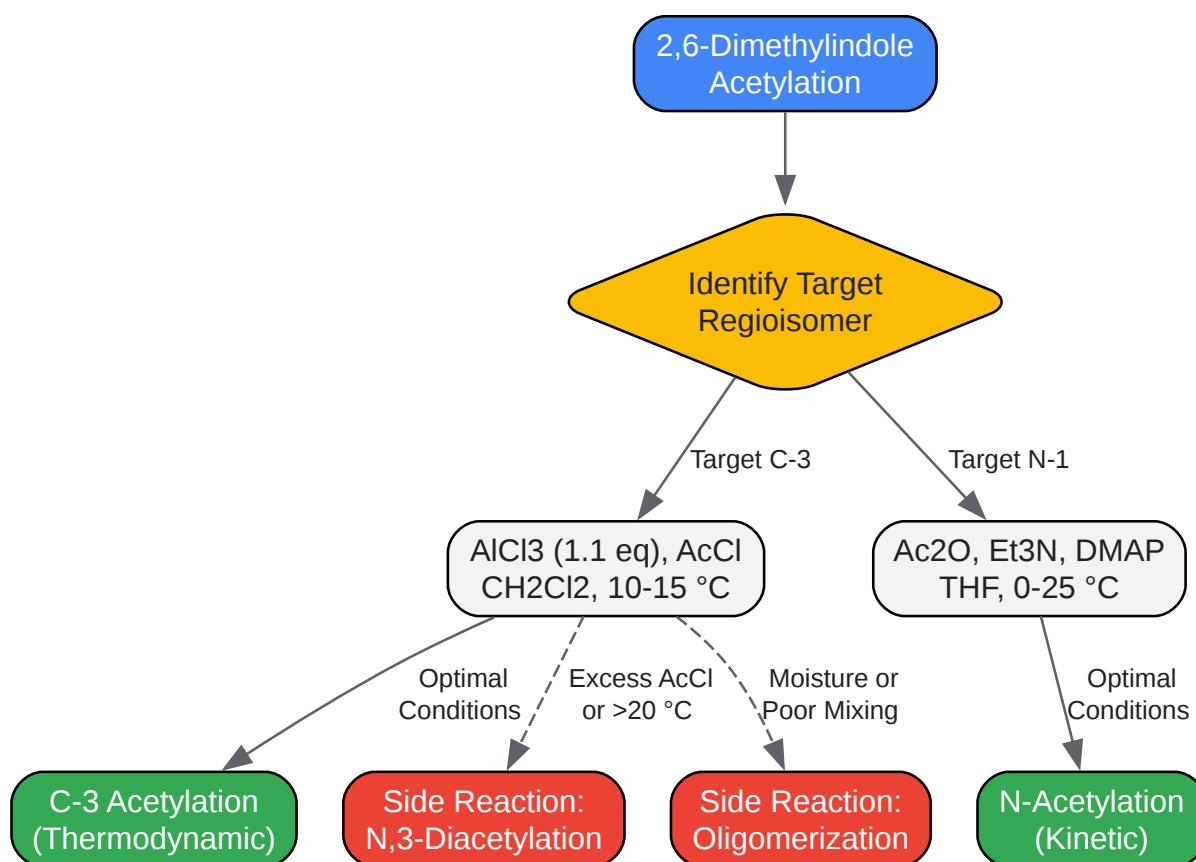 2,6-Dimethylindole
Acetylation
Identify Target
Regioisomer
Target C-3
Target N-1
AlCl3 (1.1 eq), AcCl
CH2Cl2, 10-15 °C
Ac2O, Et3N, DMAP
THF, 0-25 °C
Optimal
Conditions
Excess AcCl
or >20 °C
Moisture or
Poor Mixing
Optimal
Conditions
C-3 Acetylation
(Thermodynamic)
Side Reaction:
N,3-Diacetylation
Side Reaction:
Oligomerization
N-Acetylation
(Kinetic)